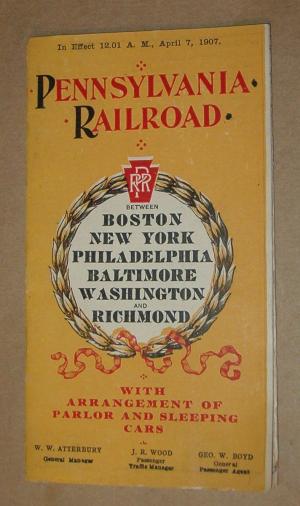 In Effect 12.01 A. M., April 7, 1907.
PENNSYLVANIA
RAILROAD
PRR
BETWEEN
BOSTON
NEW YORK
PHILADELPHIA
BALTIMORE
WASHINGTON
AND
RICHMOND
WITH
ARRANGEMENT OF
PARLOR AND SLEEPING
CARS
W. W. ATTERBURY
General Manager
J. R. WOOD
Passenger
Traffic Manager
GEO. W. BOYD
General
Passenger Agent